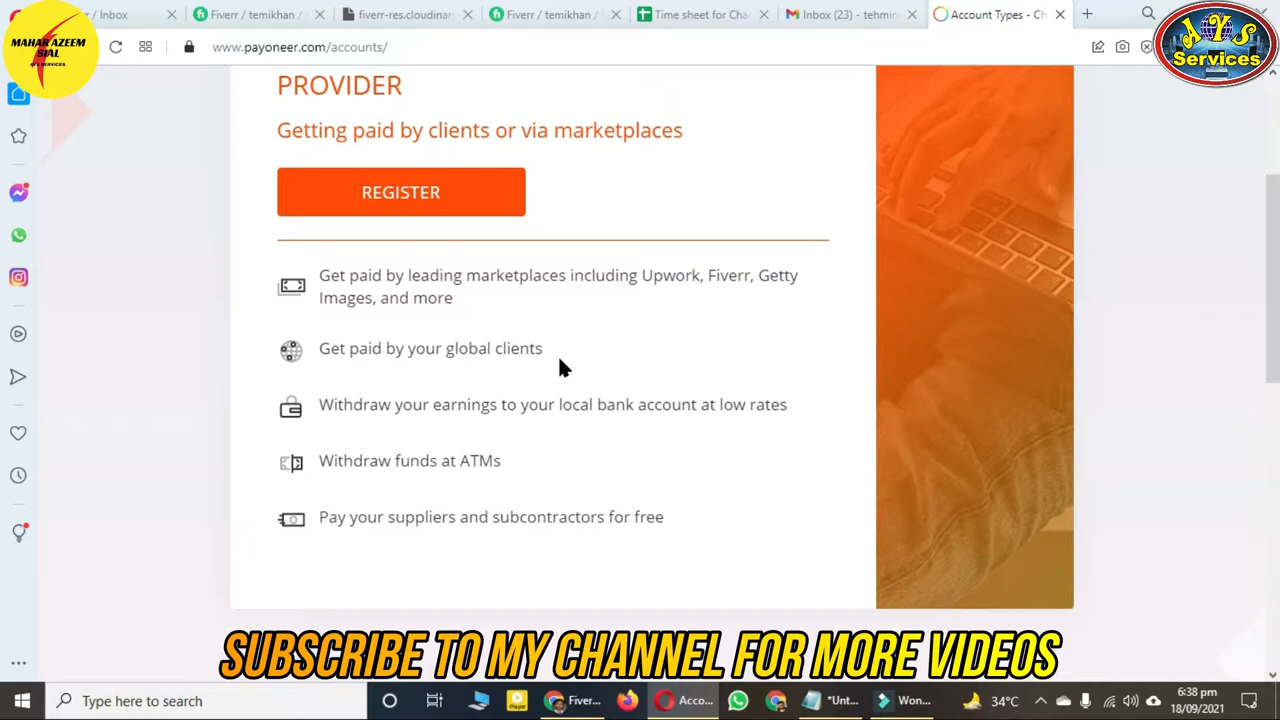 Fiverr / Inbox
Fiverr / temikhan /
fiverr-res.cloudinar
Fiverr / temikhan /
Time sheet for Cha
Inbox (23) - tehmin
Account Types - Ch
www.payoneer.com/accounts/
MAHAR AZEEM
SIAL
AYS SERVICES
AYS
Services
PROVIDER
Getting paid by clients or via marketplaces
REGISTER
Get paid by leading marketplaces including Upwork, Fiverr, Getty
Images, and more
Get paid by your global clients
Withdraw your earnings to your local bank account at low rates
Withdraw funds at ATMs
Pay your suppliers and subcontractors for free
SUBSCRIBE TO MY CHANNEL FOR MORE VIDEOS
Type here to search
Fiverr...
Acco...
*Unt...
Won...
34°C
6:38 pm
18/09/2021